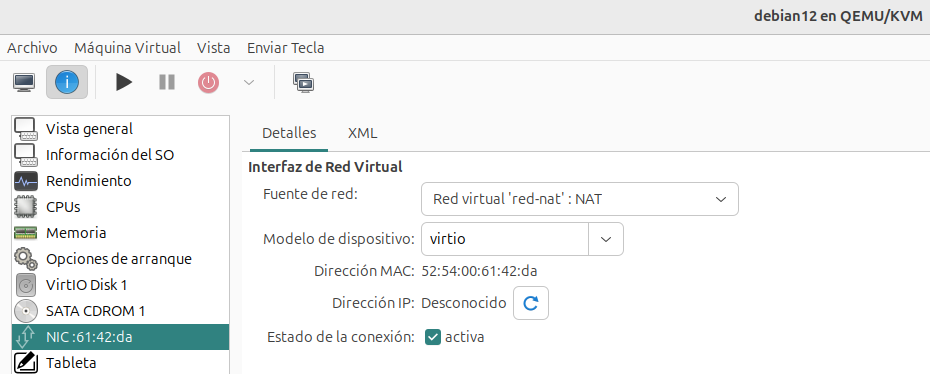 debian12 en QEMU/KVM
Archivo Máquina Virtual Vista Enviar Tecla
Detalles XML
Vista general
Información del SO
Rendimiento
CPUs
Memoria
Opciones de arranque
VirtIO Disk 1
SATA CDROM 1
NIC :61:42:da
Tableta
Interfaz de Red Virtual
Fuente de red: Red virtual 'red-nat' : NAT
Modelo de dispositivo: virtio
Dirección MAC: 52:54:00:61:42:da
Dirección IP: Desconocido
Estado de la conexión: activa